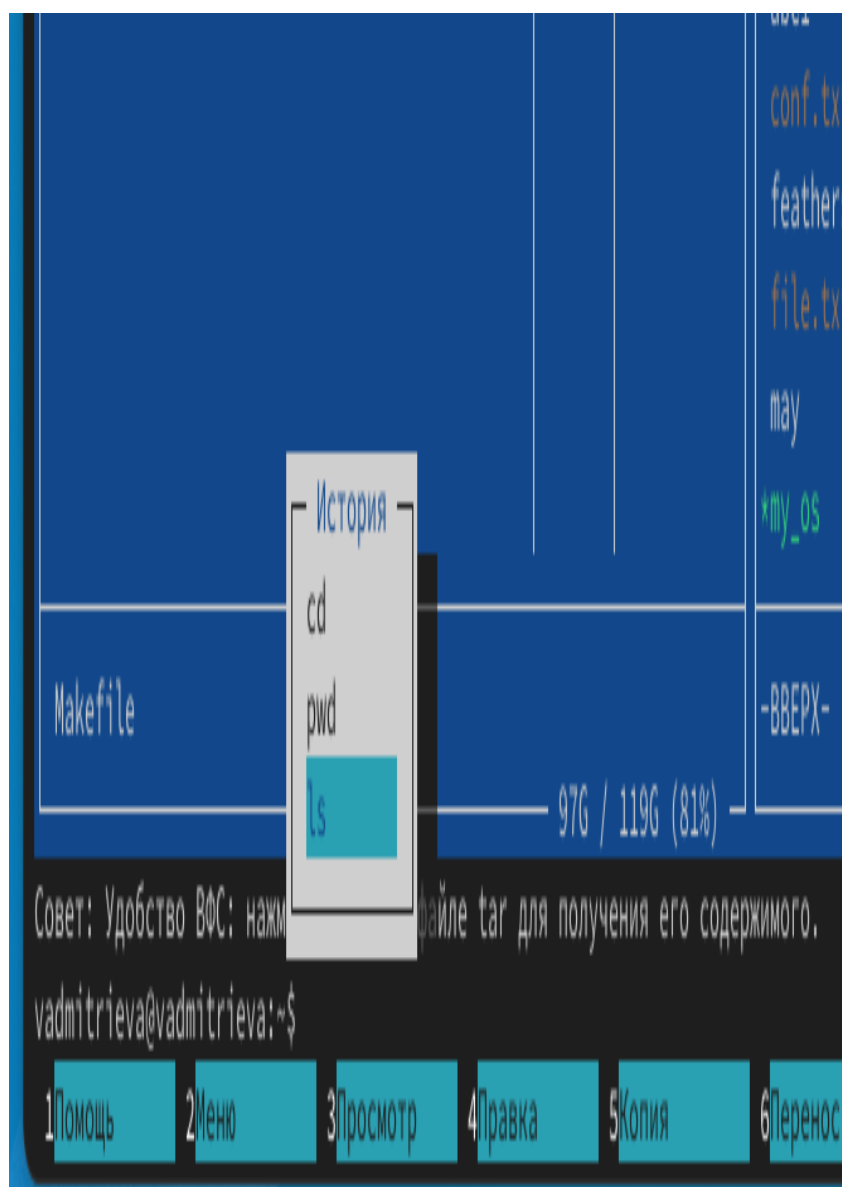 conf.tx
feather
file.tx
may
*my_os
История
cd
pwd
ls
Makefile
-ВВЕРХ-
97G / 119G (81%)
Совет: Удобство ВФС: нажм файле tar для получения его содержимого.
vadmitrieva@vadmitrieva:~$
1Помощь 2Меню 3Просмотр 4Правка 5Копия 6Перенос